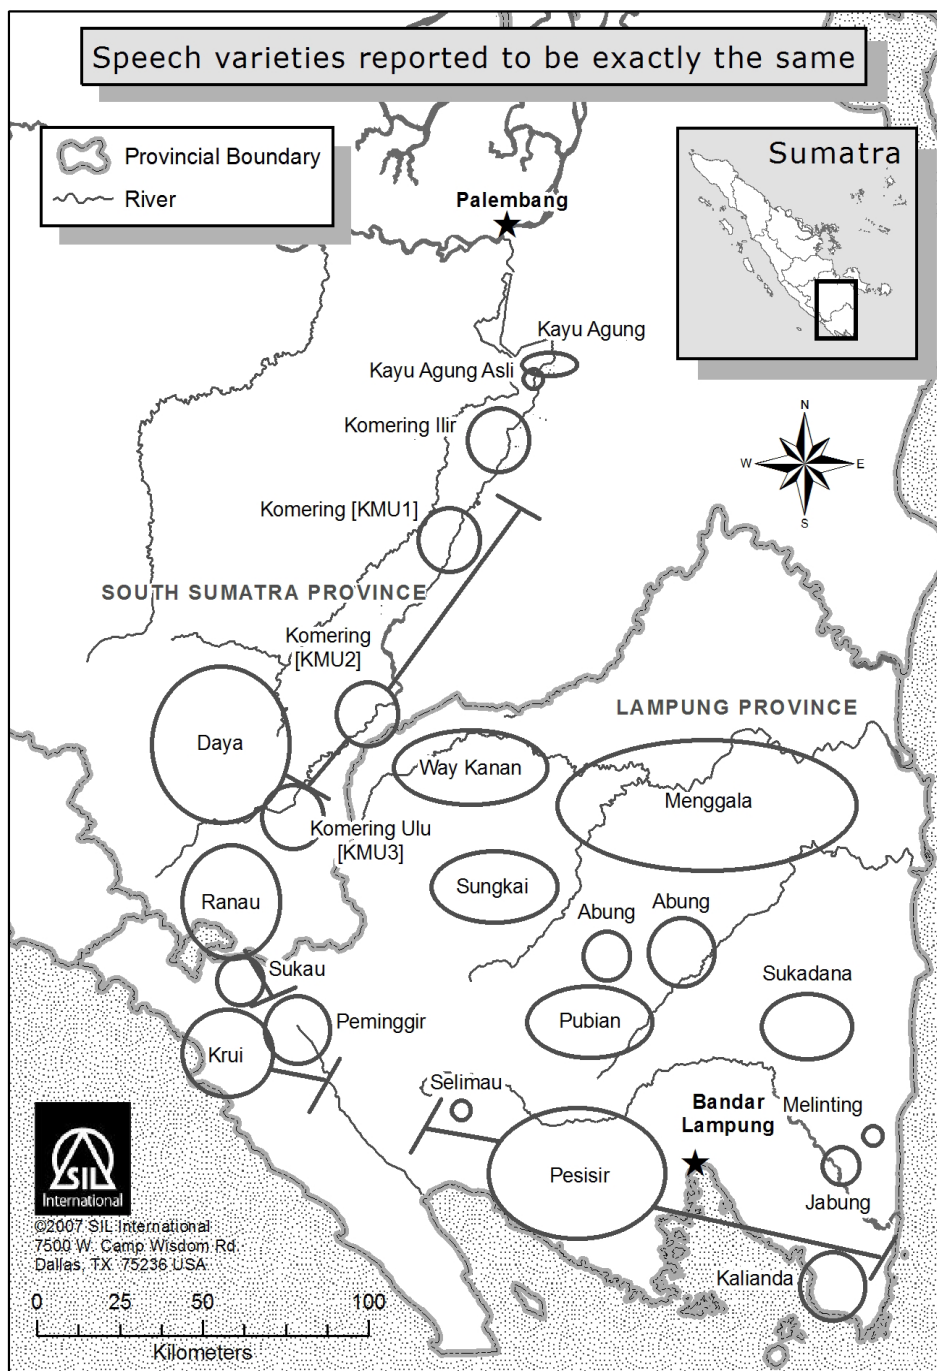 Speech varieties reported to be exactly the same
Provincial Boundary
River
Sumatra
Palembang
Kayu Agung
Kayu Agung Asli
Komering Ilir
N
W
E
S
Komering [KMU1]
SOUTH SUMATRA PROVINCE
Komering
[KMU2]
LAMPUNG PROVINCE
Daya
Way Kanan
Menggala
Komering Ulu
[KMU3]
Sungkai
Ranau
Abung
Abung
Sukau
Sukadana
Peminggir
Pubian
Krui
Selimau
Bandar
Lampung
Melinting
Pesisir
Jabung
Kalianda
SIL
International
©2007 SIL International
7500 W. Camp Wisdom Rd.
Dallas, TX 75236 USA
0 25 50 100
Kilometers